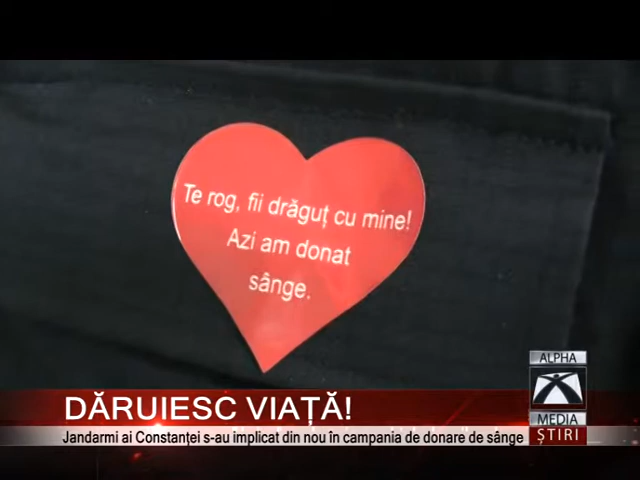 Te rog, fii drăguț cu mine!
Azi am donat
sânge.
ALPHA
MEDIA
ȘTIRI
DĂRUIESC VIAȚĂ!
Jandarmi ai Constanței s-au implicat din nou în campania de donare de sânge